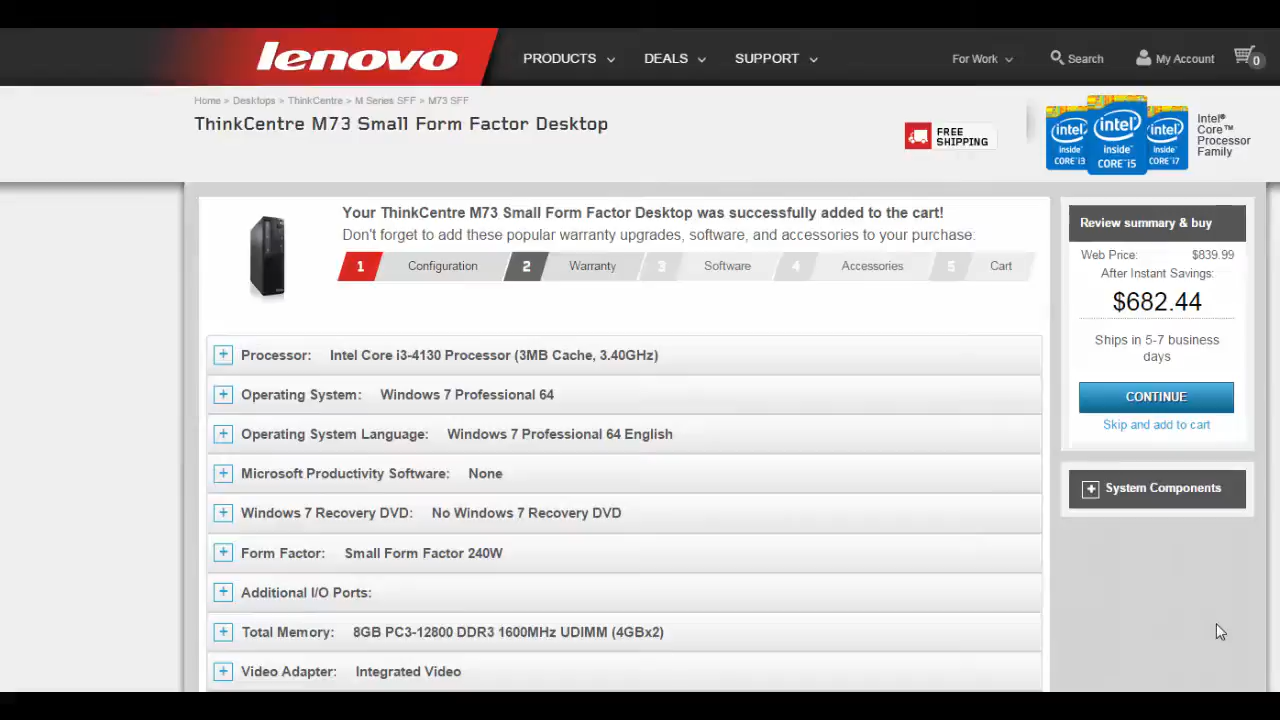 lenovo
PRODUCTS
DEALS
SUPPORT
For Work
Search
My Account
0
Home > Desktops > ThinkCentre > M Series SFF > M73 SFF
ThinkCentre M73 Small Form Factor Desktop
FREE
SHIPPING
intel
inside
CORE i3
intel
inside
CORE i5
intel
inside
CORE i7
Intel®
Core™
Processor
Family
Your ThinkCentre M73 Small Form Factor Desktop was successfully added to the cart!
Don't forget to add these popular warranty upgrades, software, and accessories to your purchase:
1 Configuration 2 Warranty 3 Software 4 Accessories 5 Cart
Processor: Intel Core i3-4130 Processor (3MB Cache, 3.40GHz)
Operating System: Windows 7 Professional 64
Operating System Language: Windows 7 Professional 64 English
Microsoft Productivity Software: None
Windows 7 Recovery DVD: No Windows 7 Recovery DVD
Form Factor: Small Form Factor 240W
Additional I/O Ports:
Total Memory: 8GB PC3-12800 DDR3 1600MHz UDIMM (4GBx2)
Video Adapter: Integrated Video
Review summary & buy
Web Price: $839.99
After Instant Savings:
$682.44
Ships in 5-7 business
days
CONTINUE
Skip and add to cart
System Components